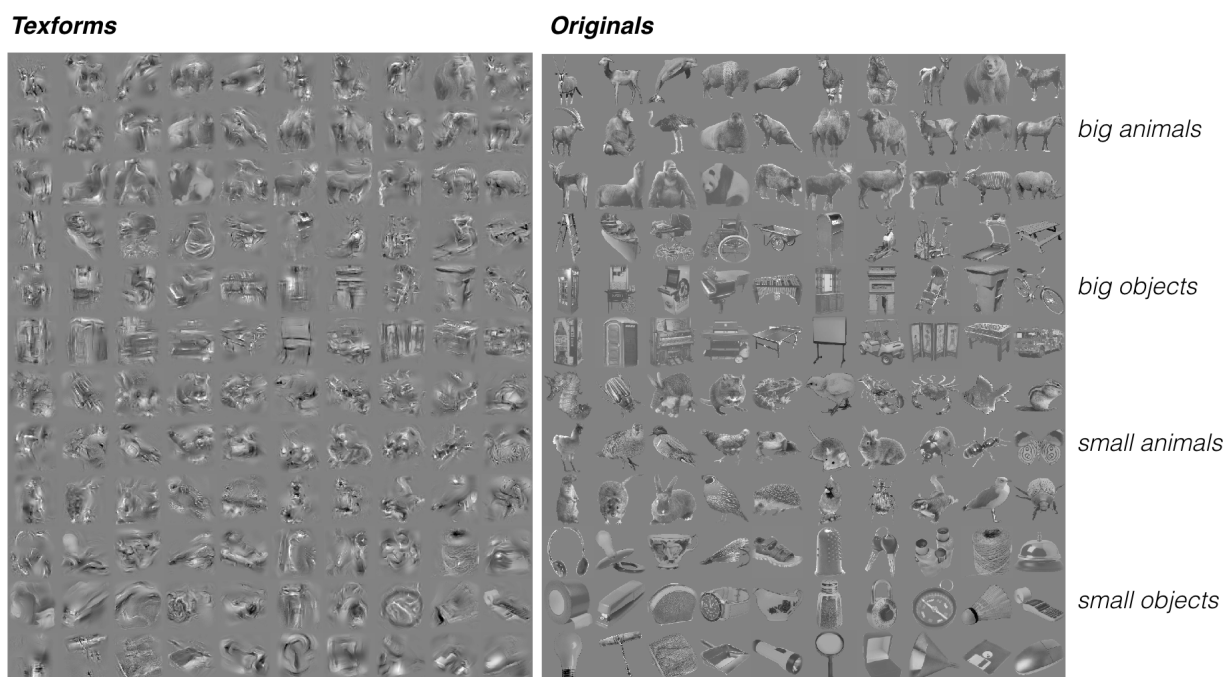 Texforms
Originals
big animals
big objects
small animals
small objects